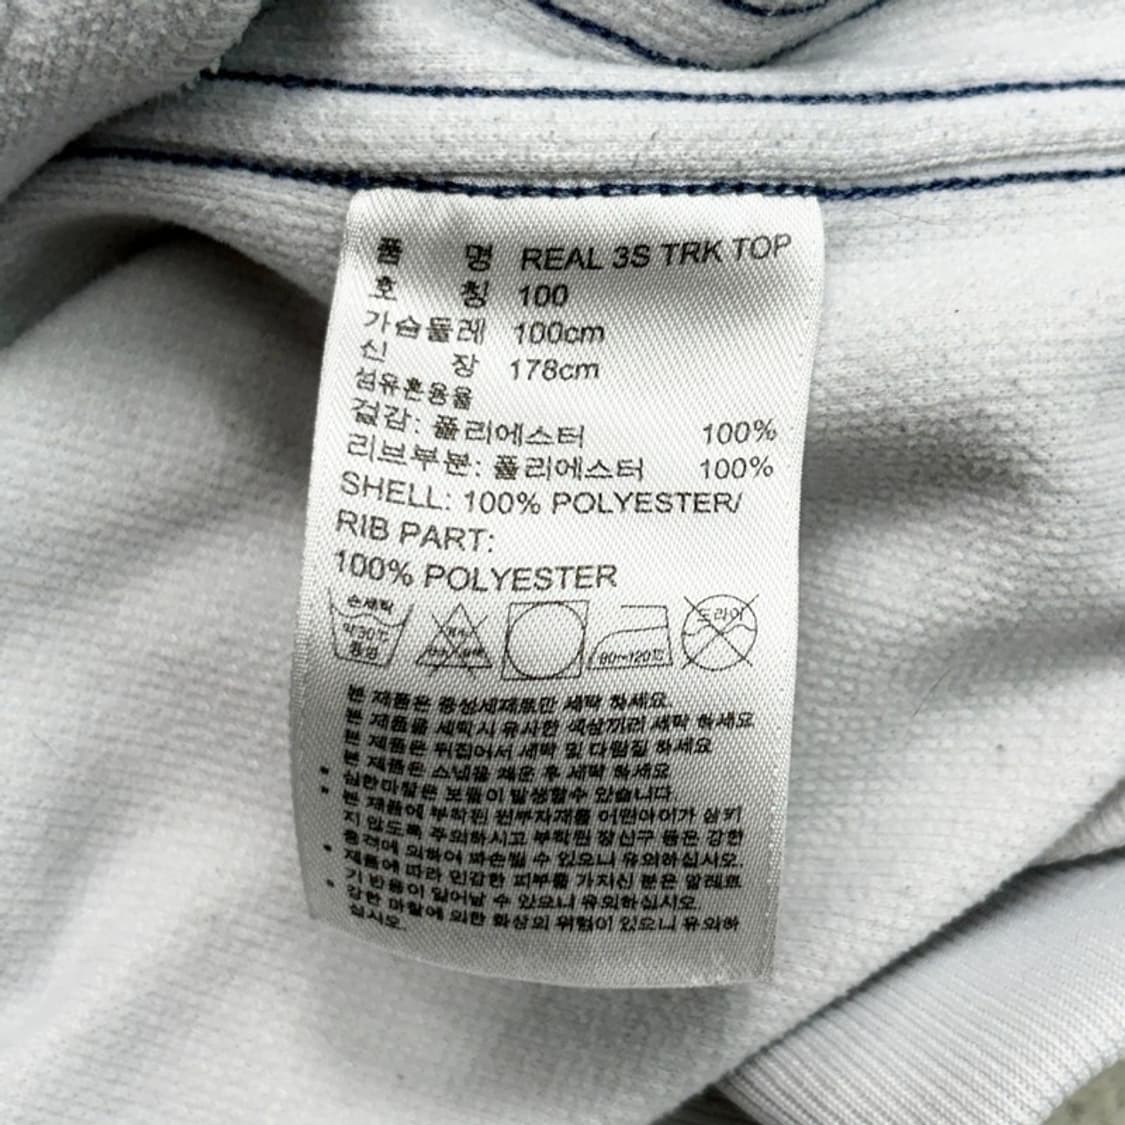 품 명 REAL 3S TRK TOP
호 칭 100
가슴둘레 100cm
신 장 178cm
섬유혼용율
겉감: 폴리에스터 100%
리브부분: 폴리에스터 100%
SHELL: 100% POLYESTER/
RIB PART:
100% POLYESTER
손세탁 약30℃ 중성
80~120℃
드라이
본 제품은 중성세제로만 세탁 하세요.
본 제품을 세탁시 유사한 색상끼리 세탁 하세요
본 제품은 뒤집어서 세탁 및 다림질 하세요
본 제품은 스냅을 채운 후 세탁 하세요
• 심한마찰은 보풀이 발생할수 있습니다.
• 본 제품에 부착된 원부자재를 어린아이가 삼키
지 않도록 주의하시고 부착된 장신구 등은 강한
충격에 의하여 파손될 수 있으니 유의하십시오.
• 제품에 따라 민감한 피부를 가지신 분은 알레르
기 반응이 일어날 수 있으니 유의하십시오.
• 강한 마찰에 의한 화상의 위험이 있으니 유의하
십시오.